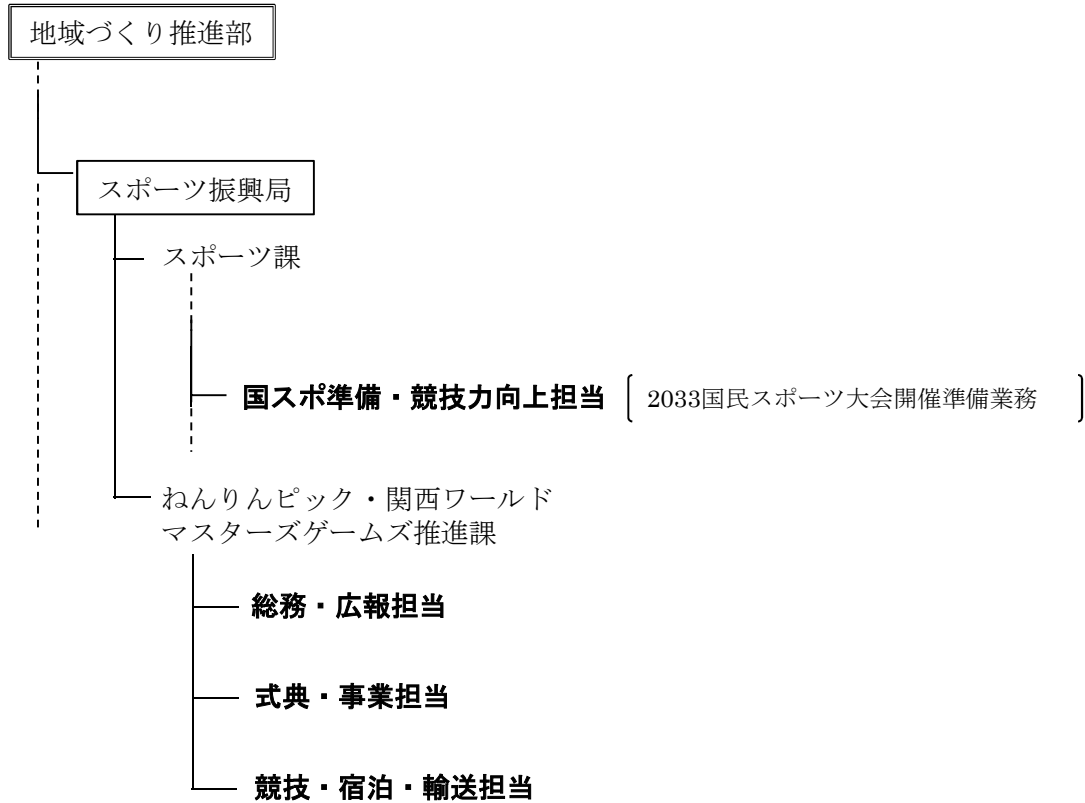 地域づくり推進部
スポーツ振興局
スポーツ課
国スポ準備・競技力向上担当 〔 2033国民スポーツ大会開催準備業務 〕
ねんりんピック・関西ワールド
マスターズゲームズ推進課
総務・広報担当
式典・事業担当
競技・宿泊・輸送担当